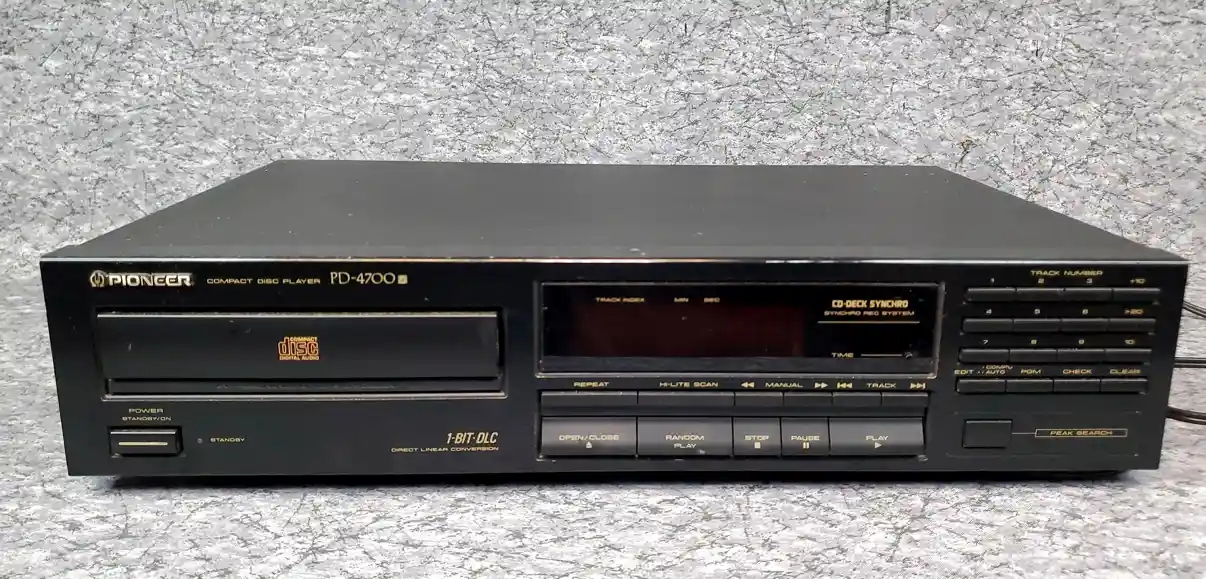 PIONEER COMPACT DISC PLAYER PD-4700
COMPACT
disc
DIGITAL AUDIO
POWER
STANDBY/ON
STANDBY
1-BIT·DLC
DIRECT LINEAR CONVERSION
TRACK INDEX MIN SEC
CD·DECK SYNCHRO
SYNCHRO REC SYSTEM
TIME
REPEAT HI-LITE SCAN ◀◀ MANUAL ▶▶ |◀◀ TRACK ▶▶|
OPEN/CLOSE RANDOM PLAY STOP PAUSE PLAY
TRACK NUMBER
1 2 3 +10
4 5 6 >20
7 8 9 10
EDIT COMPU AUTO PGM CHECK CLEAR
PEAK SEARCH